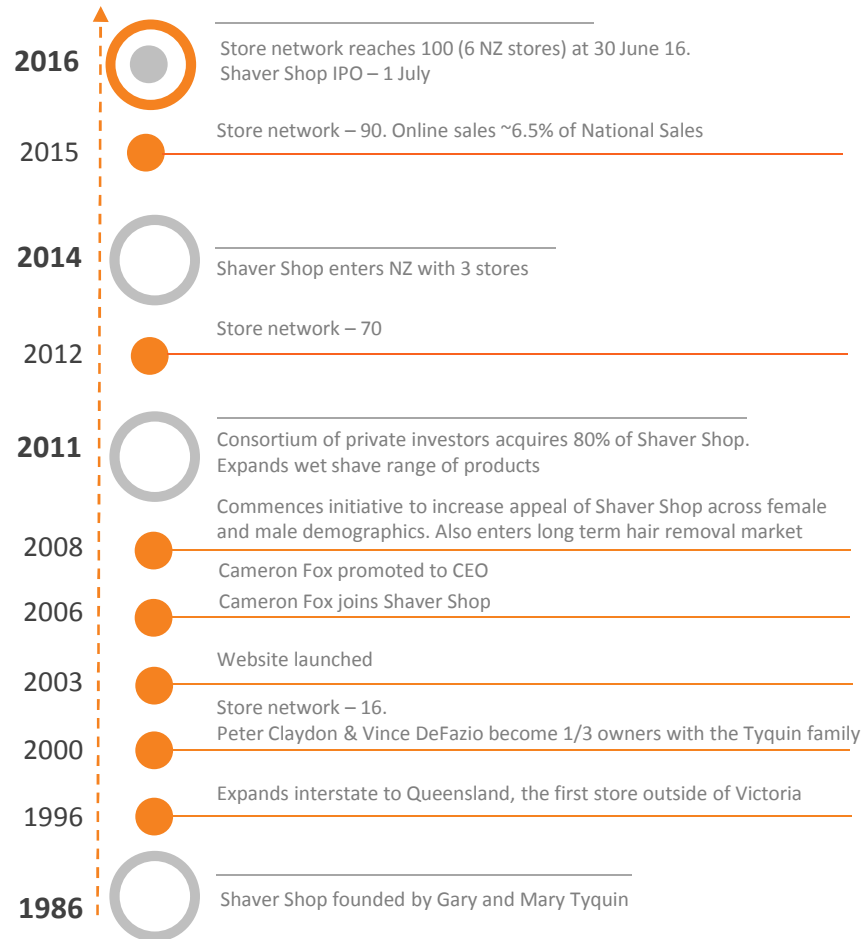 2016
Store network reaches 100 (6 NZ stores) at 30 June 16.
Shaver Shop IPO – 1 July
2015
Store network – 90. Online sales ~6.5% of National Sales
2014
Shaver Shop enters NZ with 3 stores
2012
Store network – 70
2011
Consortium of private investors acquires 80% of Shaver Shop.
Expands wet shave range of products
2008
Commences initiative to increase appeal of Shaver Shop across female
and male demographics. Also enters long term hair removal market
Cameron Fox promoted to CEO
2006
Cameron Fox joins Shaver Shop
2003
Website launched
2000
Store network – 16.
Peter Claydon & Vince DeFazio become 1/3 owners with the Tyquin family
1996
Expands interstate to Queensland, the first store outside of Victoria
1986
Shaver Shop founded by Gary and Mary Tyquin